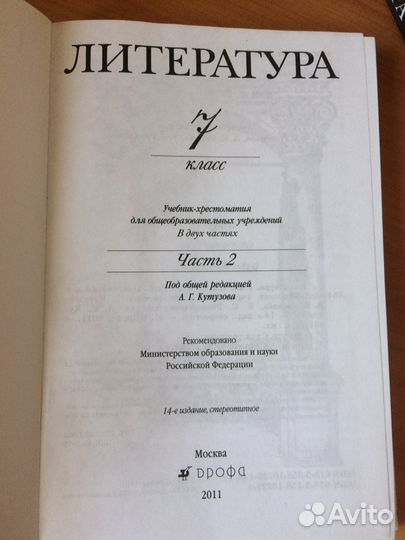 ЛИТЕРАТУРА
7
класс
Учебник-хрестоматия
для общеобразовательных учреждений
В двух частях
Часть 2
Под общей редакцией
А. Г. Кутузова
Рекомендовано
Министерством образования и науки
Российской Федерации
14-е издание, стереотипное
Москва
дрофа
2011
Avito